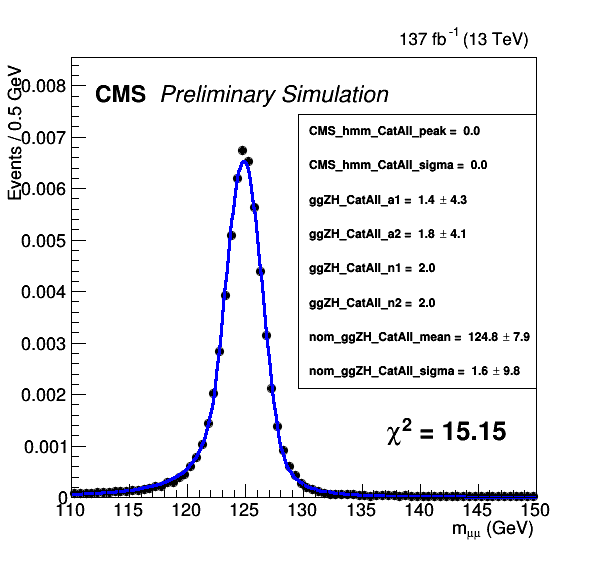 137 fb⁻¹ (13 TeV)
CMS Preliminary Simulation
Events / 0.5 GeV
0.008
0.007
0.006
0.005
0.004
0.003
0.002
0.001
0
CMS_hmm_CatAll_peak = 0.0
CMS_hmm_CatAll_sigma = 0.0
ggZH_CatAll_a1 = 1.4 ± 4.3
ggZH_CatAll_a2 = 1.8 ± 4.1
ggZH_CatAll_n1 = 2.0
ggZH_CatAll_n2 = 2.0
nom_ggZH_CatAll_mean = 124.8 ± 7.9
nom_ggZH_CatAll_sigma = 1.6 ± 9.8
χ² = 15.15
110 115 120 125 130 135 140 145 150
m_μμ (GeV)